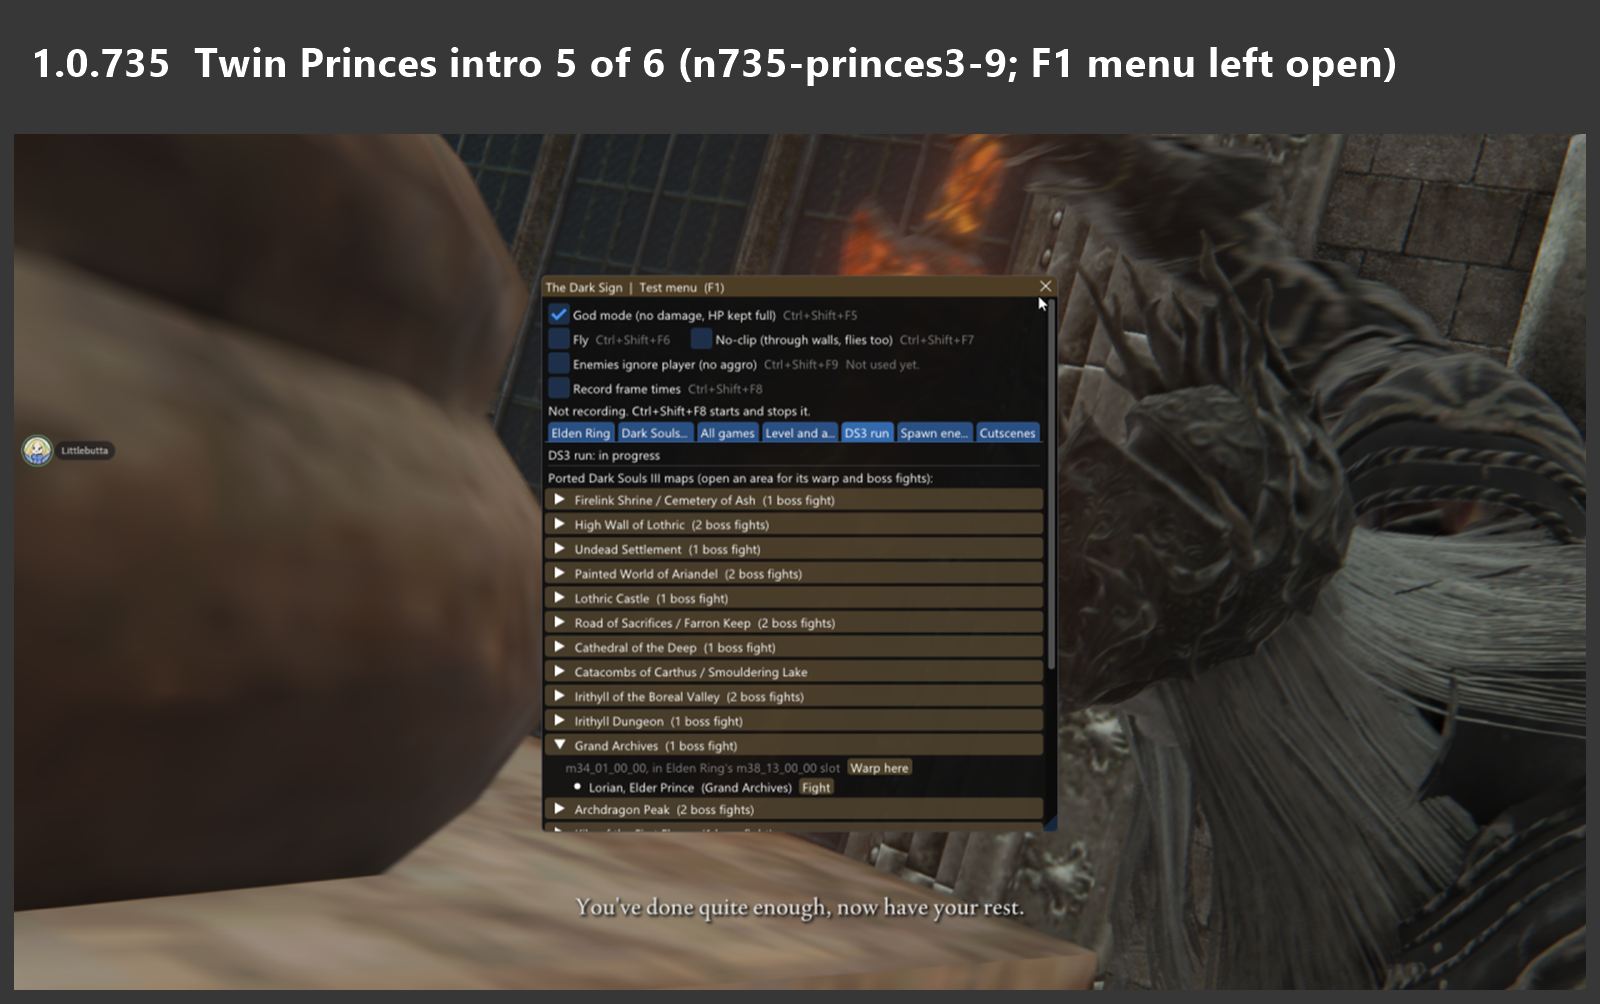 1.0.735 Twin Princes intro 5 of 6 (n735-princes3-9; F1 menu left open)
The Dark Sign | Test menu (F1)
God mode (no damage, HP kept full) Ctrl+Shift+F5
Fly Ctrl+Shift+F6 No-clip (through walls, flies too) Ctrl+Shift+F7
Enemies ignore player (no aggro) Ctrl+Shift+F9 Not used yet.
Record frame times Ctrl+Shift+F8
Not recording. Ctrl+Shift+F8 starts and stops it.
Elden Ring Dark Souls... All games Level and a... DS3 run Spawn ene... Cutscenes
Littlebutta
DS3 run: in progress
Ported Dark Souls III maps (open an area for its warp and boss fights):
Firelink Shrine / Cemetery of Ash (1 boss fight)
High Wall of Lothric (2 boss fights)
Undead Settlement (1 boss fight)
Painted World of Ariandel (2 boss fights)
Lothric Castle (1 boss fight)
Road of Sacrifices / Farron Keep (2 boss fights)
Cathedral of the Deep (1 boss fight)
Catacombs of Carthus / Smouldering Lake
Irithyll of the Boreal Valley (2 boss fights)
Irithyll Dungeon (1 boss fight)
Grand Archives (1 boss fight)
m34_01_00_00, in Elden Ring's m38_13_00_00 slot Warp here
Lorian, Elder Prince (Grand Archives) Fight
Archdragon Peak (2 boss fights)
You've done quite enough, now have your rest.